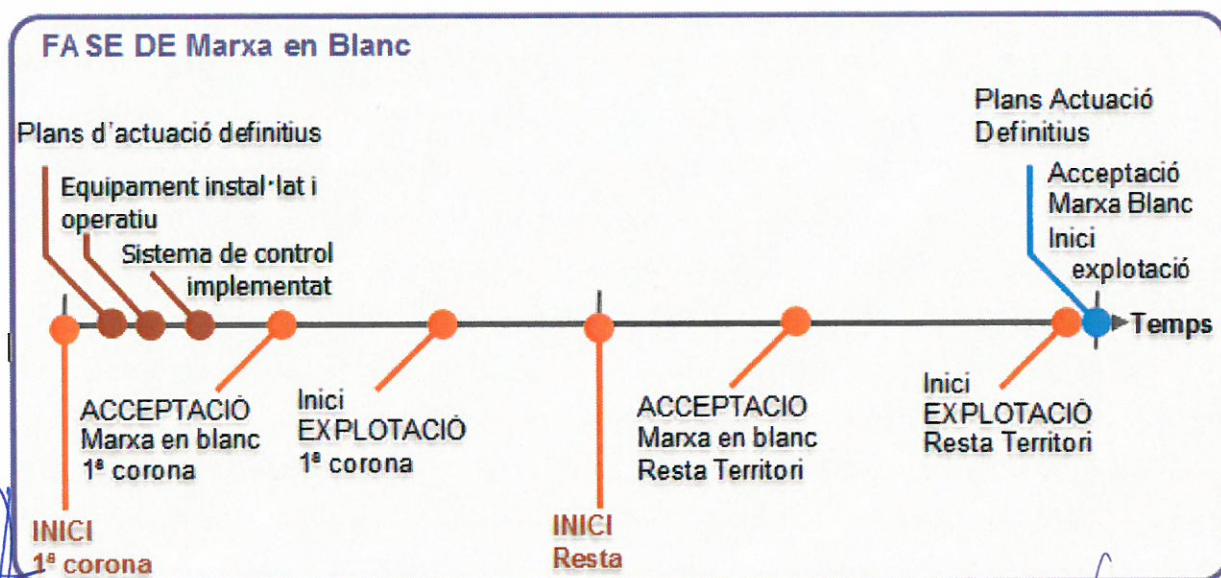 FASE DE Marxa en Blanc
Plans d'actuació definitius
Equipament instal·lat i
operatiu
Sistema de control
implementat
Plans Actuació
Definitius
Acceptació
Marxa Blanc
Inici
explotació
Temps
ACCEPTACIÓ
Marxa en blanc
1ª corona
Inici
EXPLOTACIÓ
1ª corona
ACCEPTACIO
Marxa en blanc
Resta Territori
Inici
EXPLOTACIÓ
Resta Territori
INICI
1ª corona
INICI
Resta